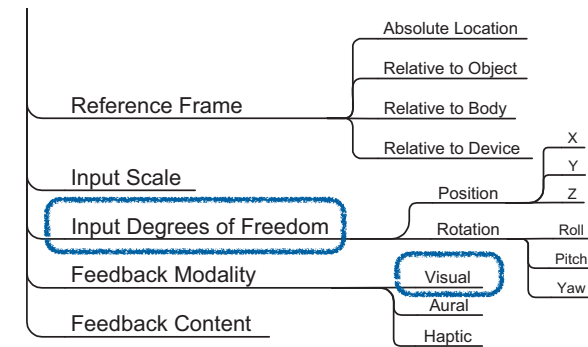 Absolute Location
Relative to Object
Reference Frame
Relative to Body
Relative to Device
Input Scale
Input Degrees of Freedom
Position
X
Y
Z
Rotation
Roll
Pitch
Yaw
Feedback Modality
Visual
Aural
Haptic
Feedback Content